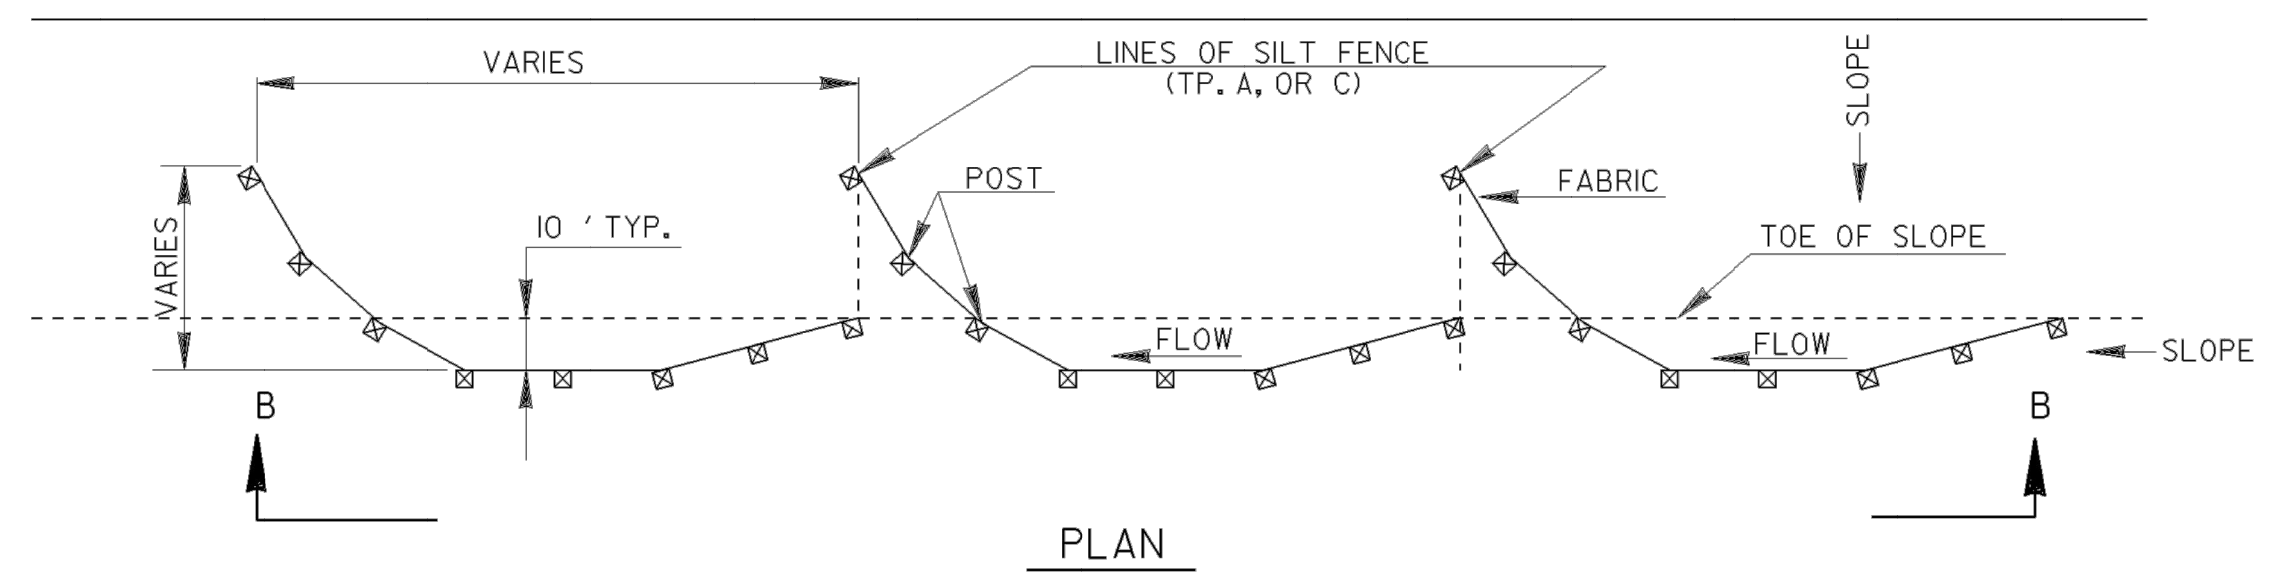 VARIES
LINES OF SILT FENCE
(TP. A, OR C)
SLOPE
POST
FABRIC
VARIES
10 ' TYP.
TOE OF SLOPE
FLOW
FLOW
SLOPE
B
B
PLAN